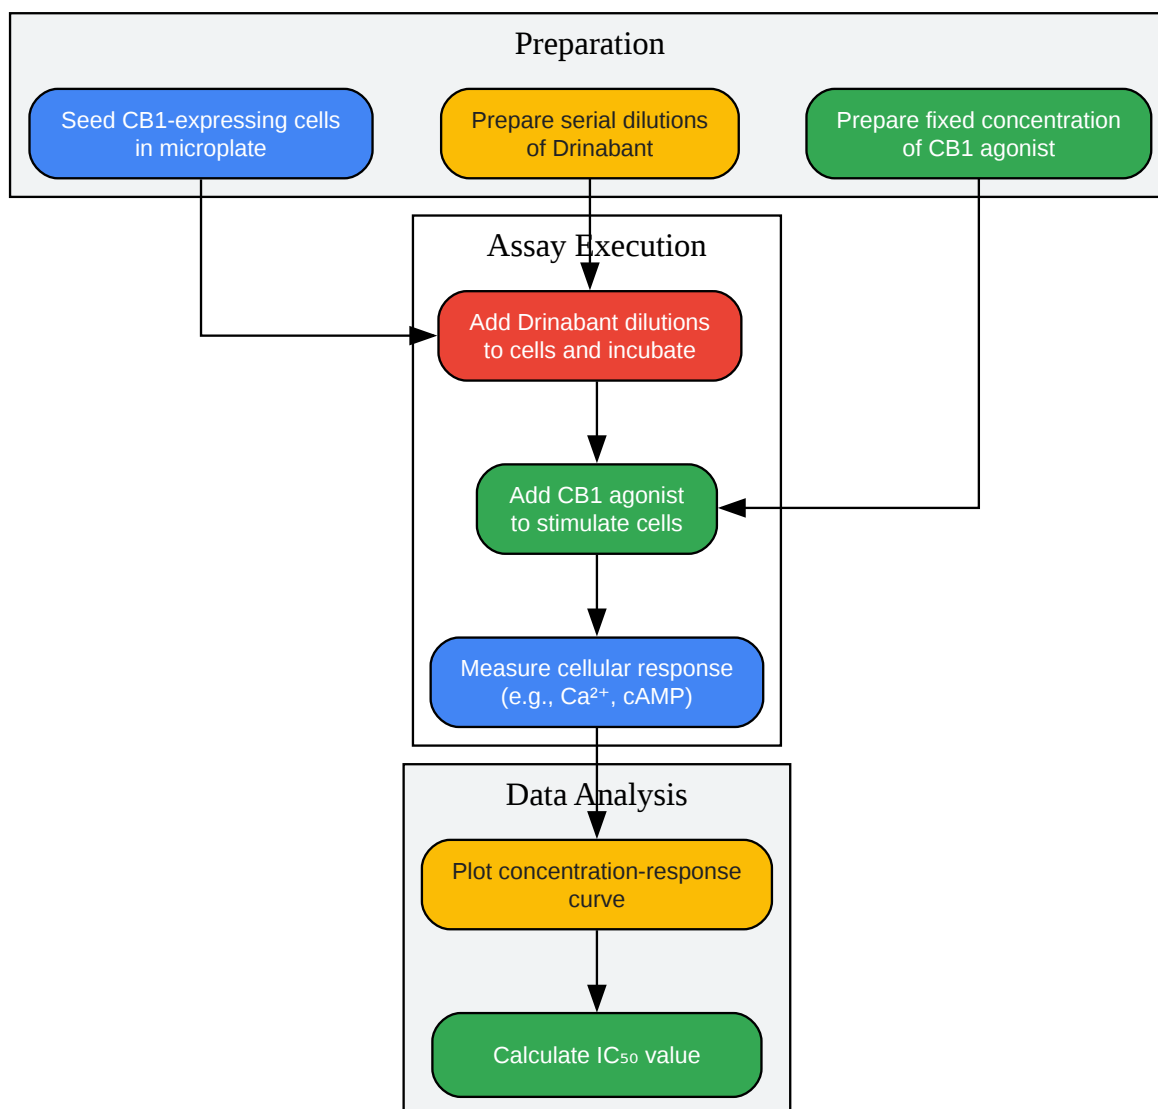 Preparation
Seed CB1-expressing cells
in microplate
Prepare serial dilutions
of Drinabant
Prepare fixed concentration
of CB1 agonist
Assay Execution
Add Drinabant dilutions
to cells and incubate
Add CB1 agonist
to stimulate cells
Measure cellular response
(e.g., Ca²⁺, cAMP)
Data Analysis
Plot concentration-response
curve
Calculate IC₅₀ value